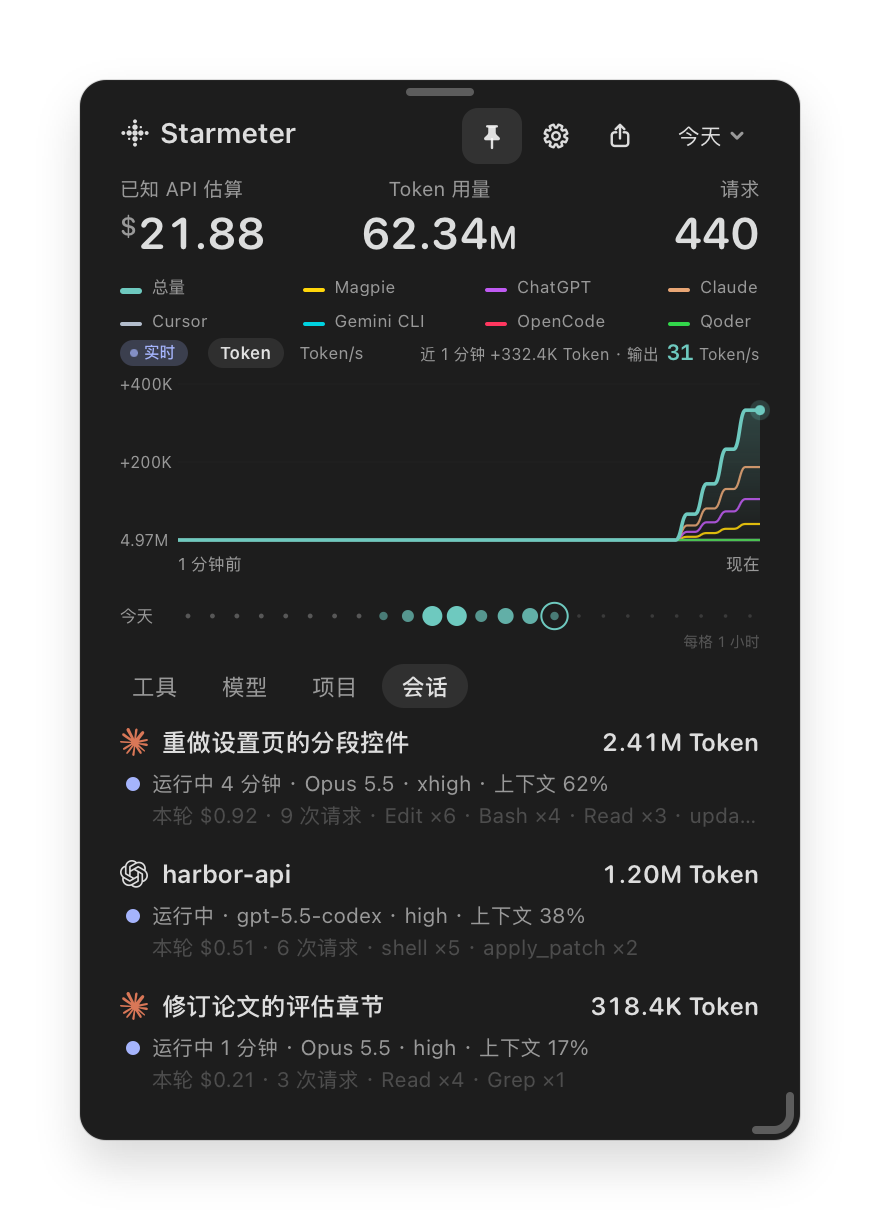 Starmeter 今天
已知 API 估算 Token 用量 请求
$21.88 62.34M 440
总量 Magpie ChatGPT Claude
Cursor Gemini CLI OpenCode Qoder
实时 Token Token/s 近 1 分钟 +332.4K Token · 输出 31 Token/s
+400K
+200K
4.97M
1 分钟前 现在
今天
每格 1 小时
工具 模型 项目 会话
重做设置页的分段控件 2.41M Token
运行中 4 分钟 · Opus 5.5 · xhigh · 上下文 62%
本轮 $0.92 · 9 次请求 · Edit ×6 · Bash ×4 · Read ×3 · upda…
harbor-api 1.20M Token
运行中 · gpt-5.5-codex · high · 上下文 38%
本轮 $0.51 · 6 次请求 · shell ×5 · apply_patch ×2
修订论文的评估章节 318.4K Token
运行中 1 分钟 · Opus 5.5 · high · 上下文 17%
本轮 $0.21 · 3 次请求 · Read ×4 · Grep ×1